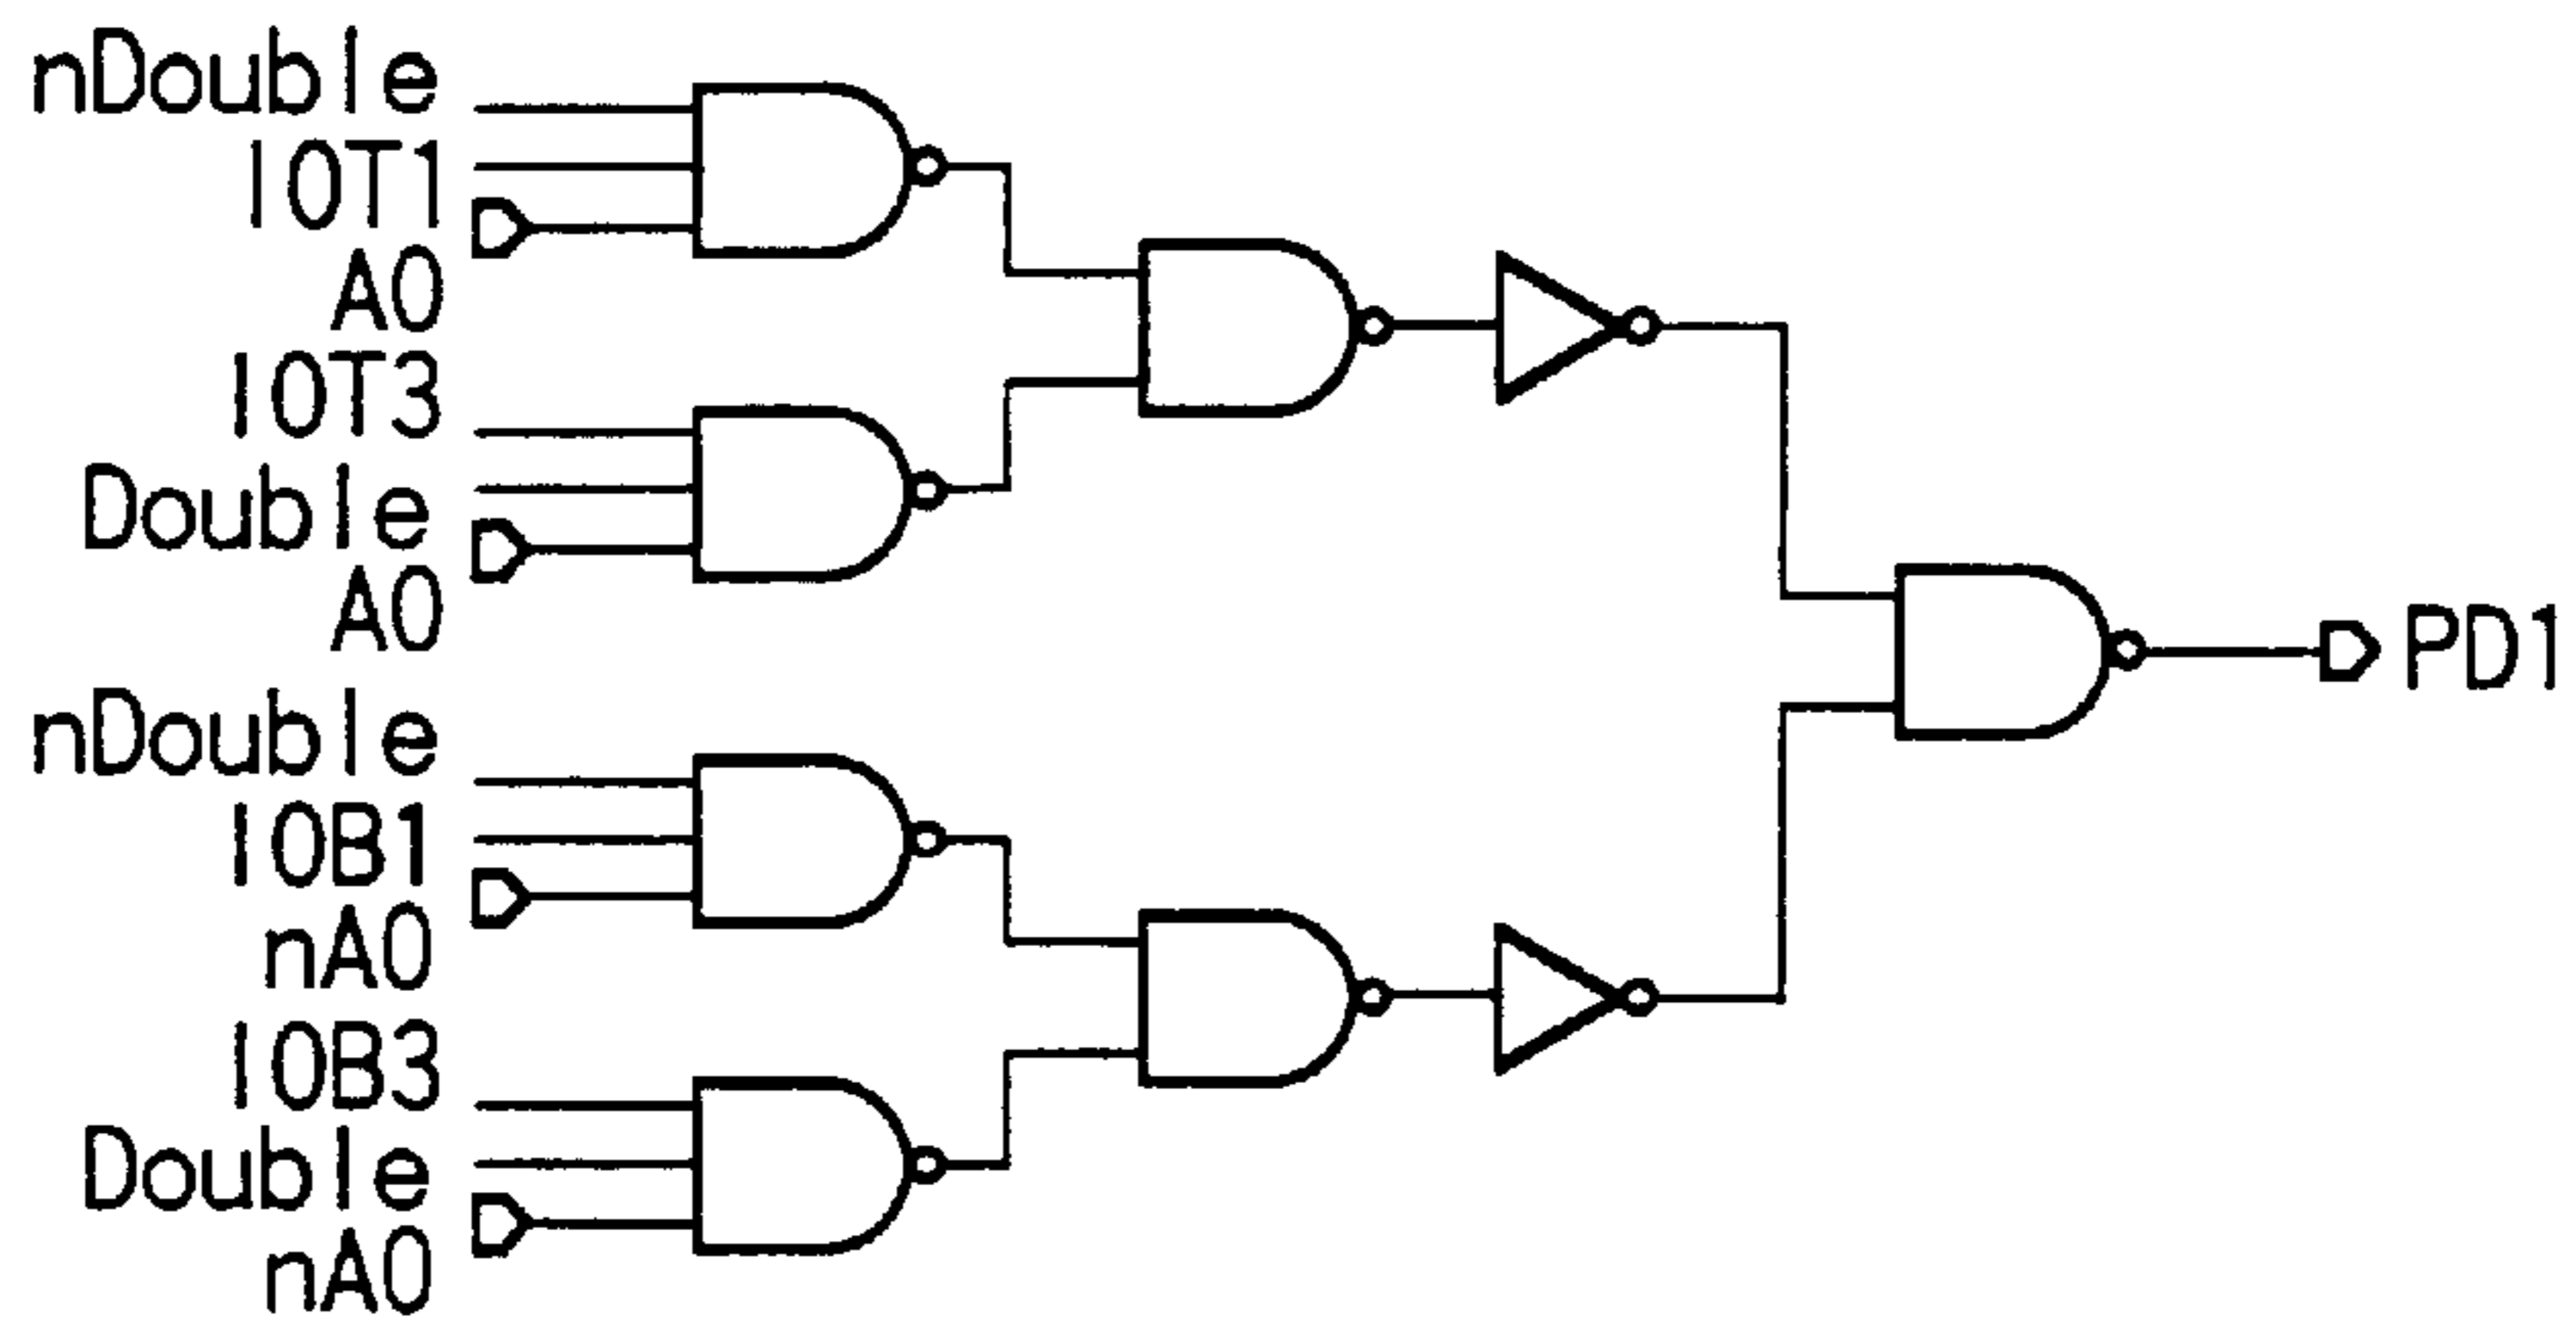 nDouble
IOT1
A0
IOT3
Double
A0
PD1
nDouble
IOB1
nA0
IOB3
Double
nA0